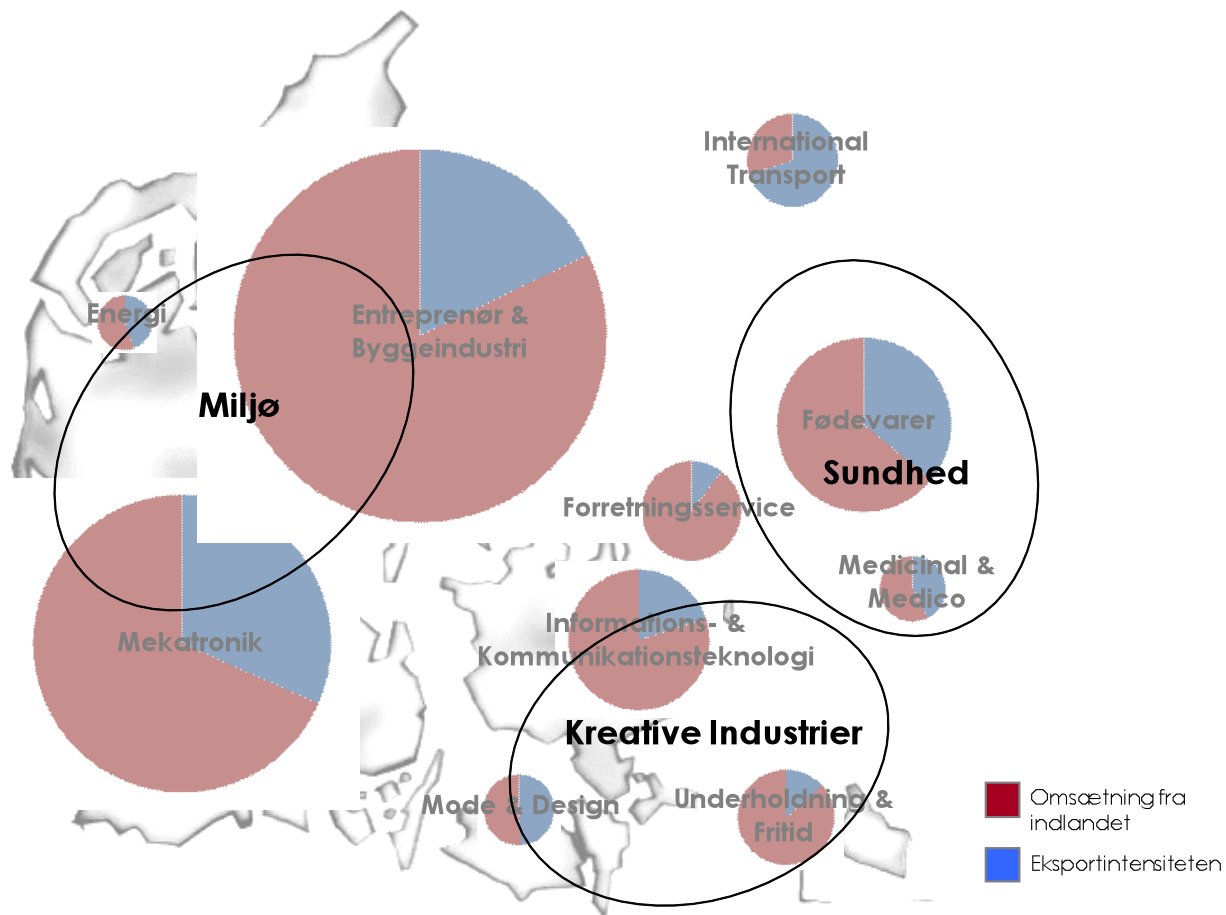 International
Transport
Energi
Entreprenør &
Byggeindustri
Miljø
Fødevarer
Sundhed
Forretningsservice
Medicinal &
Medico
Informations- &
Kommunikationsteknologi
Mekatronik
Kreative Industrier
Mode & Design
Underholdning &
Fritid
Omsætning fra
indlandet
Eksportintensiteten